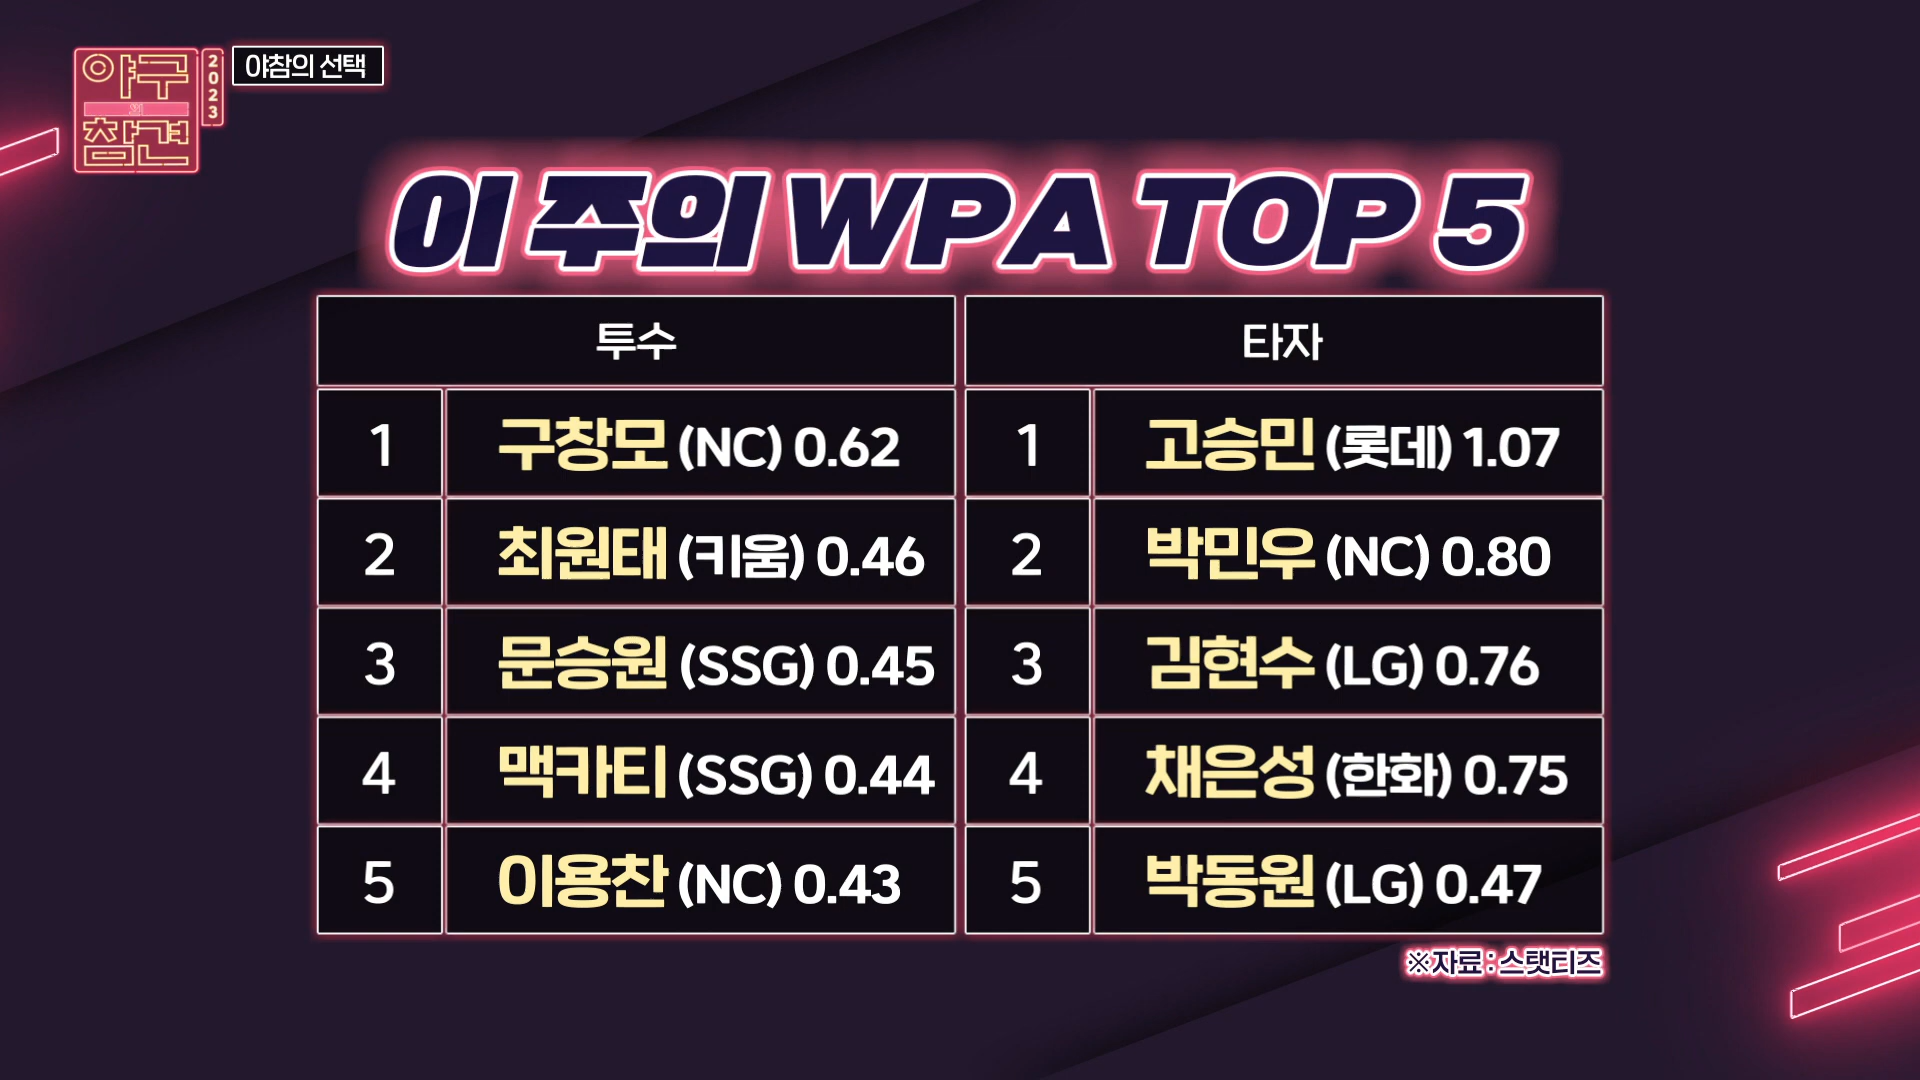 야구
참견
2023
야참의 선택
이 주의 WPA TOP 5
투수 타자
1 구창모 (NC) 0.62 1 고승민 (롯데) 1.07
2 최원태 (키움) 0.46 2 박민우 (NC) 0.80
3 문승원 (SSG) 0.45 3 김현수 (LG) 0.76
4 맥카티 (SSG) 0.44 4 채은성 (한화) 0.75
5 이용찬 (NC) 0.43 5 박동원 (LG) 0.47
※자료 : 스탯티즈